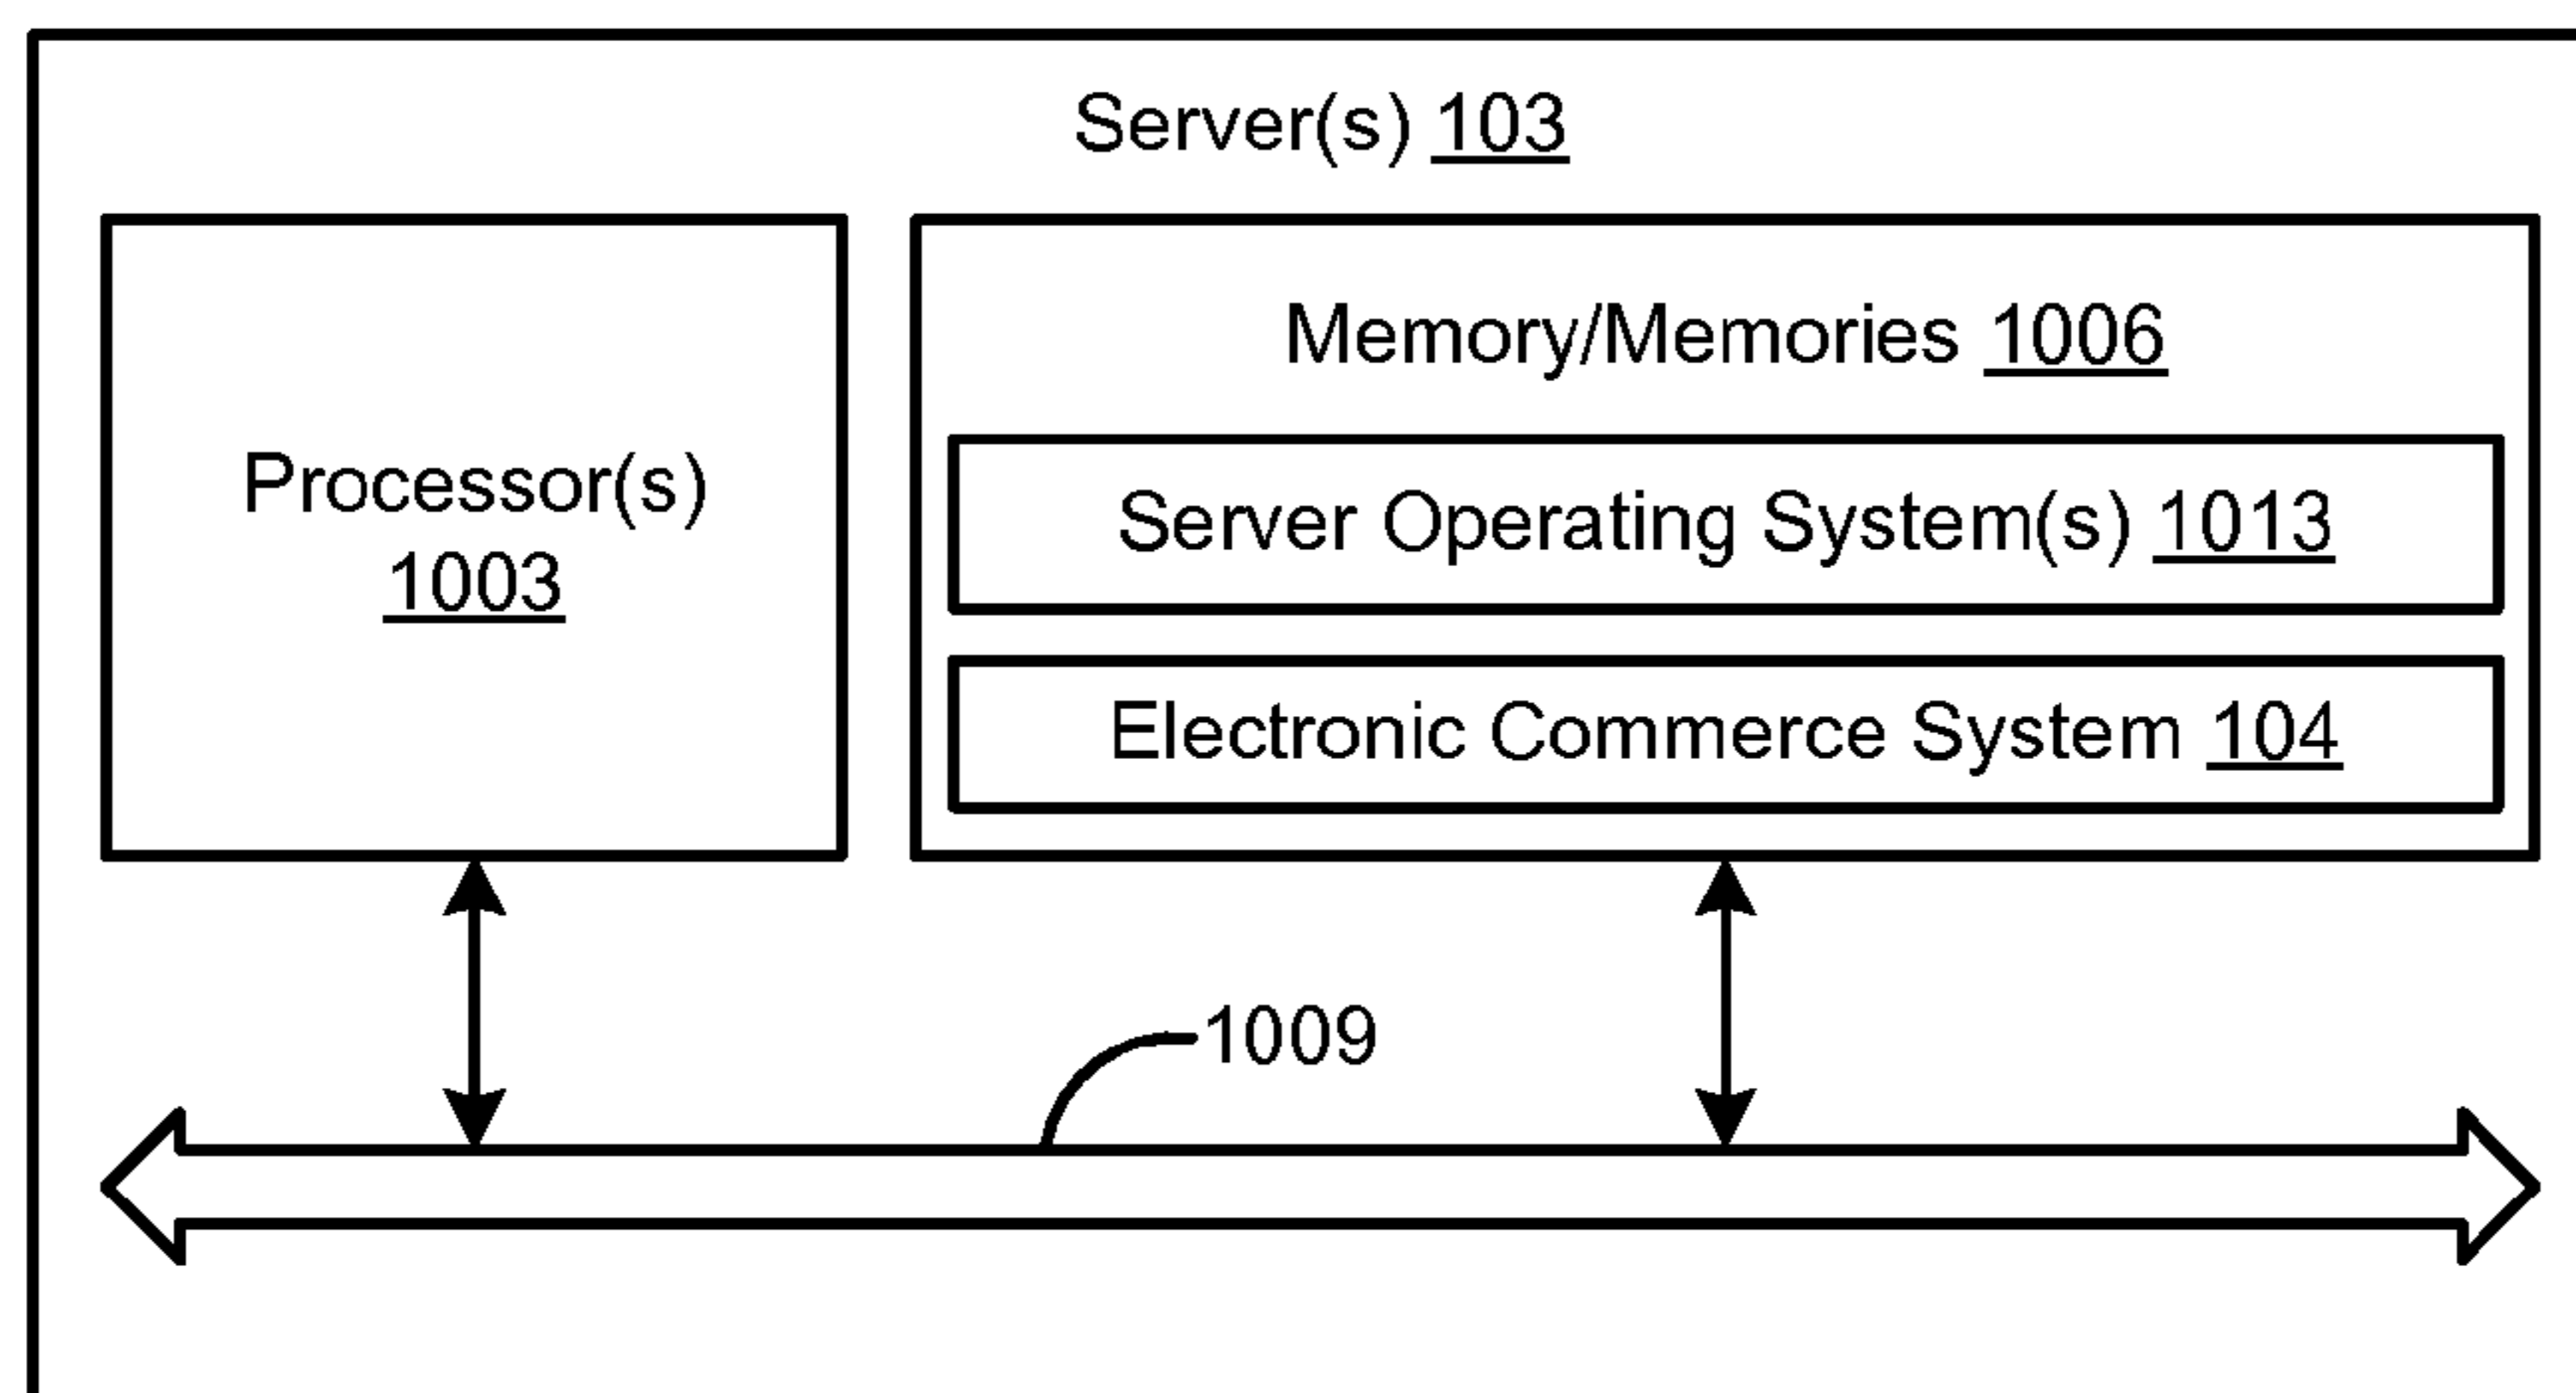 Server(s) 103
Processor(s)
1003
Memory/Memories 1006
Server Operating System(s) 1013
Electronic Commerce System 104
1009